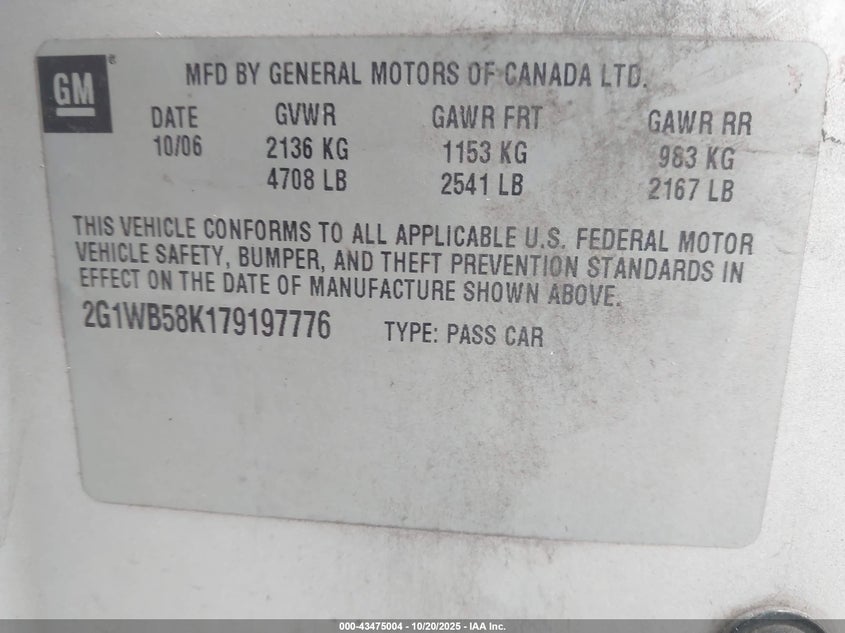 GM®
MFD BY GENERAL MOTORS OF CANADA LTD.
DATE GVWR GAWR FRT GAWR RR
10/06 2136 KG 1153 KG 983 KG
4708 LB 2541 LB 2167 LB
THIS VEHICLE CONFORMS TO ALL APPLICABLE U.S. FEDERAL MOTOR
VEHICLE SAFETY, BUMPER, AND THEFT PREVENTION STANDARDS IN
EFFECT ON THE DATE OF MANUFACTURE SHOWN ABOVE.
2G1WB58K179197776 TYPE: PASS CAR
000-43475004 - 10/20/2025 - IAA Inc.